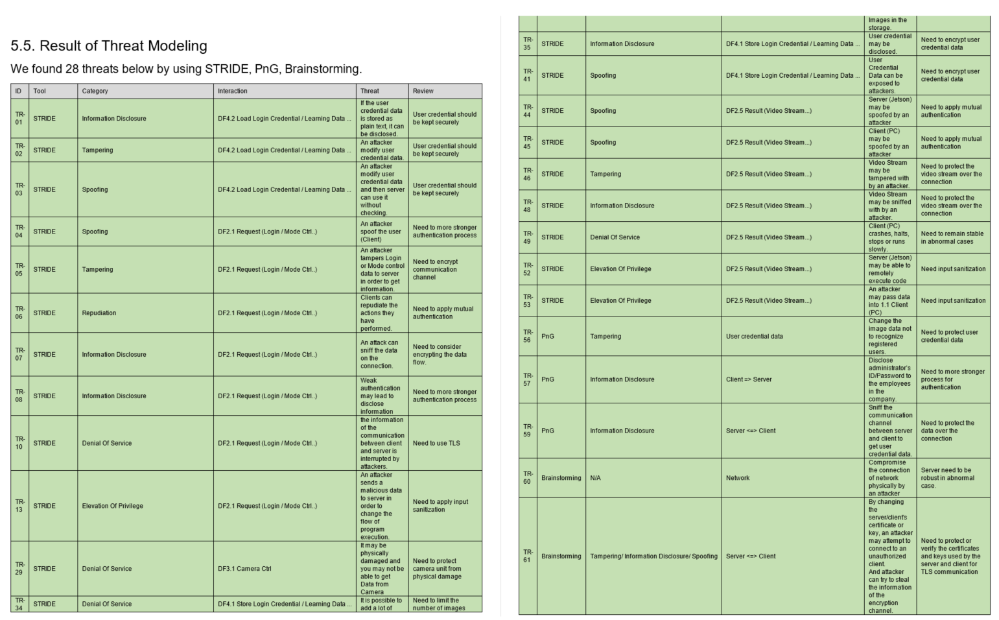 5.5. Result of Threat Modeling
We found 28 threats below by using STRIDE, PnG, Brainstorming.
ID Tool Category Interaction Threat Review
TR-
01
STRIDE
Information Disclosure
DF4.2 Load Login Credential / Learning Data ...
If the user
credential data
is stored as
plain text, it can
be disclosed.
User credential should
be kept securely
TR-
02
STRIDE
Tampering
DF4.2 Load Login Credential / Learning Data ...
An attacker
modify user
credential data.
User credential should
be kept securely
TR-
03
STRIDE
Spoofing
DF4.2 Load Login Credential / Learning Data ...
An attacker
modify user
credential data
and then server
can use it
without
checking.
User credential should
be kept securely
TR-
04
STRIDE
Spoofing
DF2.1 Request (Login / Mode Ctrl..)
An attacker
spoof the user
(Client)
Need to more stronger
authentication process
TR-
05
STRIDE
Tampering
DF2.1 Request (Login / Mode Ctrl..)
An attacker
tampers Login
or Mode control
data to server
in order to get
information.
Need to encrypt
communication
channel
TR-
06
STRIDE
Repudiation
DF2.1 Request (Login / Mode Ctrl..)
Clients can
repudiate the
actions they
have
performed.
Need to apply mutual
authentication
TR-
07
STRIDE
Information Disclosure
DF2.1 Request (Login / Mode Ctrl..)
An attack can
sniff the data
on the
connection.
Need to consider
encrypting the data
flow.
TR-
08
STRIDE
Information Disclosure
DF2.1 Request (Login / Mode Ctrl..)
Weak
authentication
may lead to
disclose
information
Need to more stronger
authentication process
TR-
10
STRIDE
Denial Of Service
DF2.1 Request (Login / Mode Ctrl..)
the information
of the
communication
between client
and server is
interrupted by
attackers.
Need to use TLS
TR-
13
STRIDE
Elevation Of Privilege
DF2.1 Request (Login / Mode Ctrl..)
An attacker
sends a
malicious data
to server in
order to
change the
flow of
program
execution.
Need to apply input
sanitization
TR-
29
STRIDE
Denial Of Service
DF3.1 Camera Ctrl
It may be
physically
damaged and
you may not be
able to get
Data from
Camera
Need to protect
camera unit from
physical damage
TR-
34
STRIDE
Denial Of Service
DF4.1 Store Login Credential / Learning Data ...
It is possible to
add a lot of
Need to limit the
number of images
Images in the
storage.
TR-
35
STRIDE
Information Disclosure
DF4.1 Store Login Credential / Learning Data ...
User credential
may be
disclosed.
Need to encrypt user
credential data
TR-
41
STRIDE
Spoofing
DF4.1 Store Login Credential / Learning Data ...
User
Credential
Data can be
exposed to
attackers.
Need to encrypt user
credential data
TR-
44
STRIDE
Spoofing
DF2.5 Result (Video Stream...)
Server (Jetson)
may be
spoofed by an
attacker
Need to apply mutual
authentication
TR-
45
STRIDE
Spoofing
DF2.5 Result (Video Stream...)
Client (PC)
may be
spoofed by an
attacker
Need to apply mutual
authentication
TR-
46
STRIDE
Tampering
DF2.5 Result (Video Stream...)
Video Stream
may be
tampered with
by an attacker.
Need to protect the
video stream over the
connection
TR-
48
STRIDE
Information Disclosure
DF2.5 Result (Video Stream...)
Video Stream
may be sniffed
with by an
attacker.
Need to protect the
video stream over the
connection
TR-
49
STRIDE
Denial Of Service
DF2.5 Result (Video Stream...)
Client (PC)
crashes, halts,
stops or runs
slowly.
Need to remain stable
in abnormal cases
TR-
52
STRIDE
Elevation Of Privilege
DF2.5 Result (Video Stream...)
Server (Jetson)
may be able to
remotely
execute code
Need input sanitization
TR-
53
STRIDE
Elevation Of Privilege
DF2.5 Result (Video Stream...)
An attacker
may pass data
into 1.1 Client
(PC)
Need input sanitization
TR-
56
PnG
Tampering
User credential data
Change the
image data not
to recognize
registered
users.
Need to protect user
credential data
TR-
57
PnG
Information Disclosure
Client => Server
Disclose
administrator's
ID/Password to
the employees
in the
company.
Need to more stronger
process for
authentication
TR-
59
PnG
Information Disclosure
Server <=> Client
Sniff the
communication
channel
between server
and client to
get user
credential data.
Need to protect the
data over the
connection
TR-
60
Brainstorming
N/A
Network
Compromise
the connection
of network
physically by
an attacker
Server need to be
robust in abnormal
case.
TR-
61
Brainstorming
Tampering/ Information Disclosure/ Spoofing
Server <=> Client
By changing
the
server/client's
certificate or
key, an attacker
may attempt to
connect to an
unauthorized
client.
And attacker
can try to steal
the information
of the
encryption
channel.
Need to protect or
verify the certificates
and keys used by the
server and client for
TLS communication